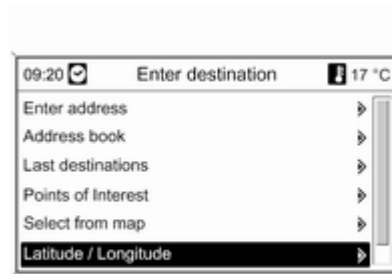 09:20 Enter destination 17 °C
Enter address
Address book
Last destinations
Points of Interest
Select from map
Latitude / Longitude